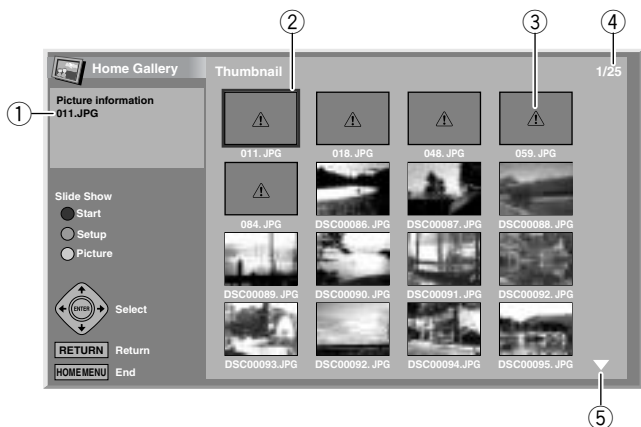 ② ③ ④
Home Gallery
Thumbnail
1/25
①
Picture information
011.JPG
011. JPG 018. JPG 048. JPG 059. JPG
084. JPG DSC00086. JPG DSC00087. JPG DSC00088. JPG
Slide Show
Start
Setup
Picture
DSC00089. JPG DSC00090. JPG DSC00091. JPG DSC00092. JPG
ENTER
Select
RETURN Return
HOME MENU End
DSC00093.JPG DSC00092. JPG DSC00094.JPG DSC00095. JPG
⑤